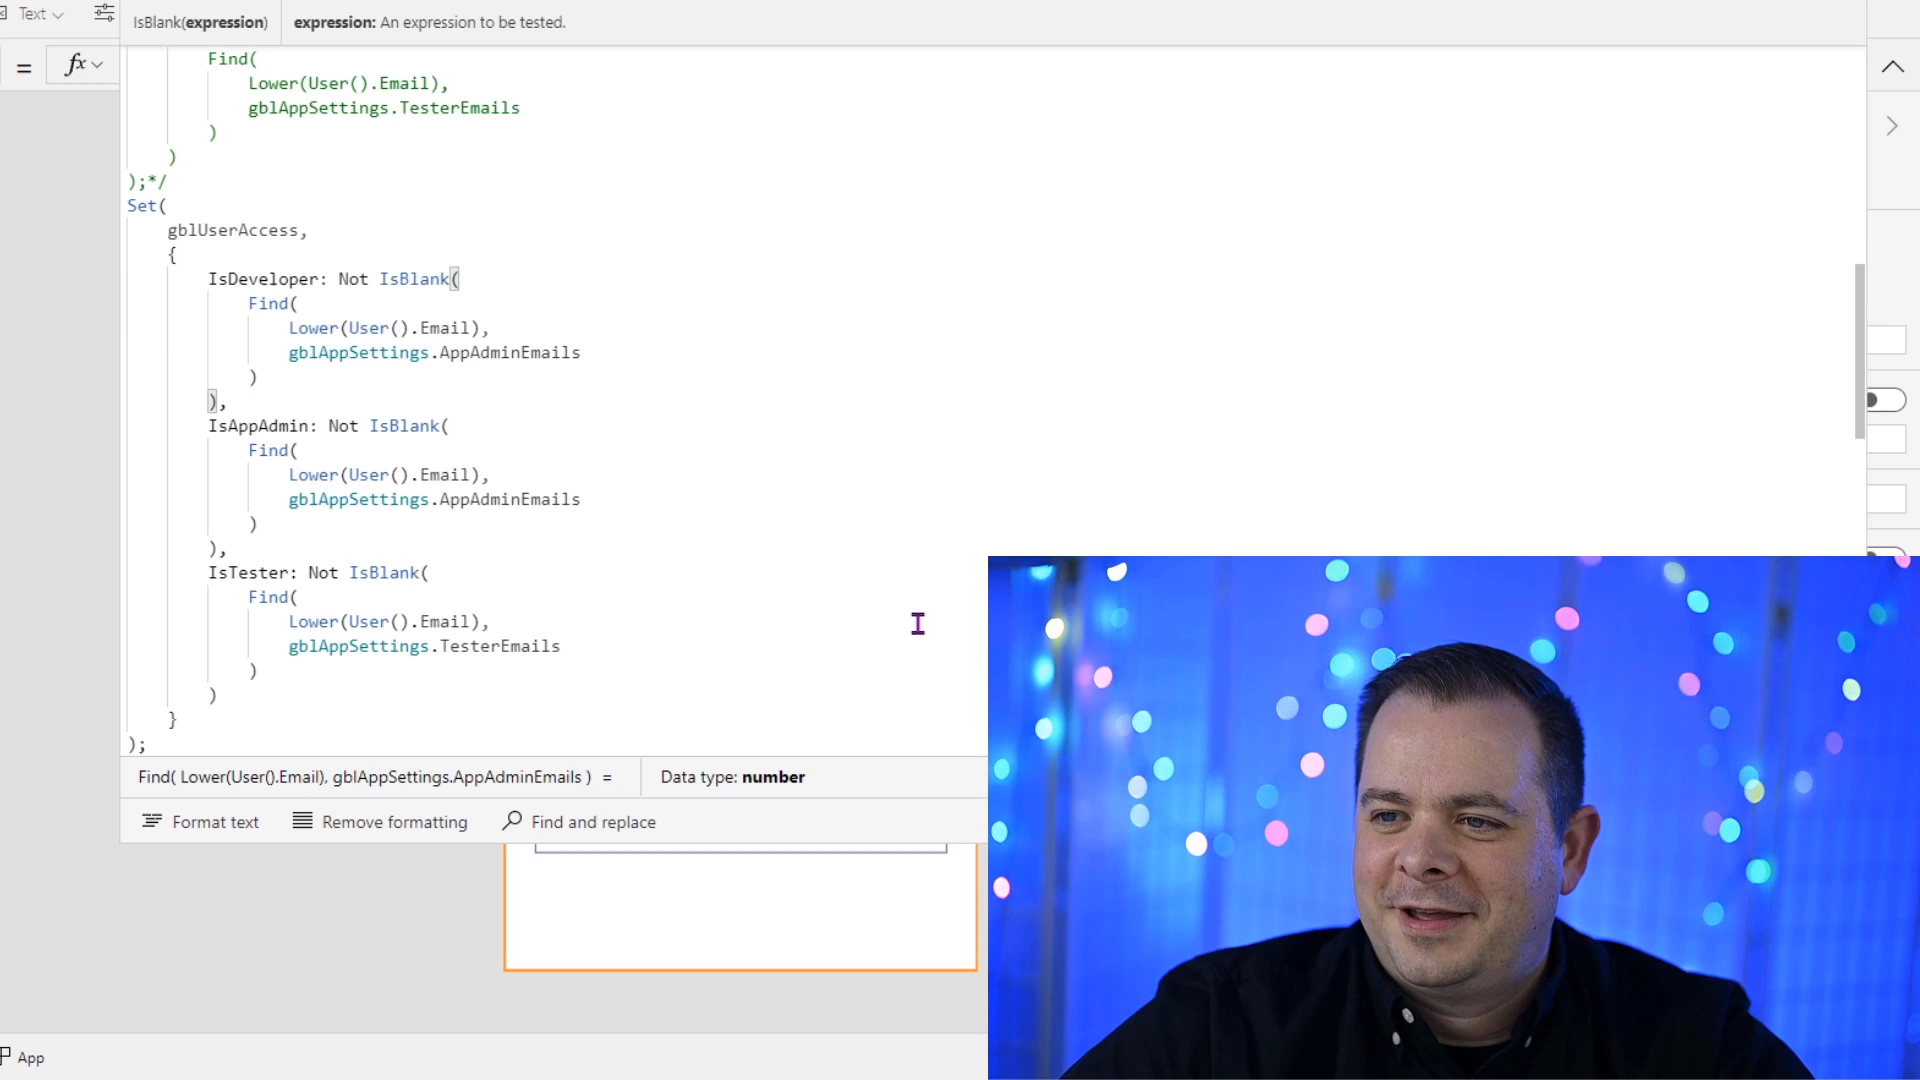 Text
IsBlank(expression)
expression: An expression to be tested.
=
fx
Find(
Lower(User().Email),
gblAppSettings.TesterEmails
)
)
);*/
Set(
gblUserAccess,
{
IsDeveloper: Not IsBlank(
Find(
Lower(User().Email),
gblAppSettings.AppAdminEmails
)
),
IsAppAdmin: Not IsBlank(
Find(
Lower(User().Email),
gblAppSettings.AppAdminEmails
)
),
IsTester: Not IsBlank(
Find(
Lower(User().Email),
gblAppSettings.TesterEmails
)
)
}
);
Find( Lower(User().Email), gblAppSettings.AppAdminEmails ) =
Data type: number
Format text
Remove formatting
Find and replace
App